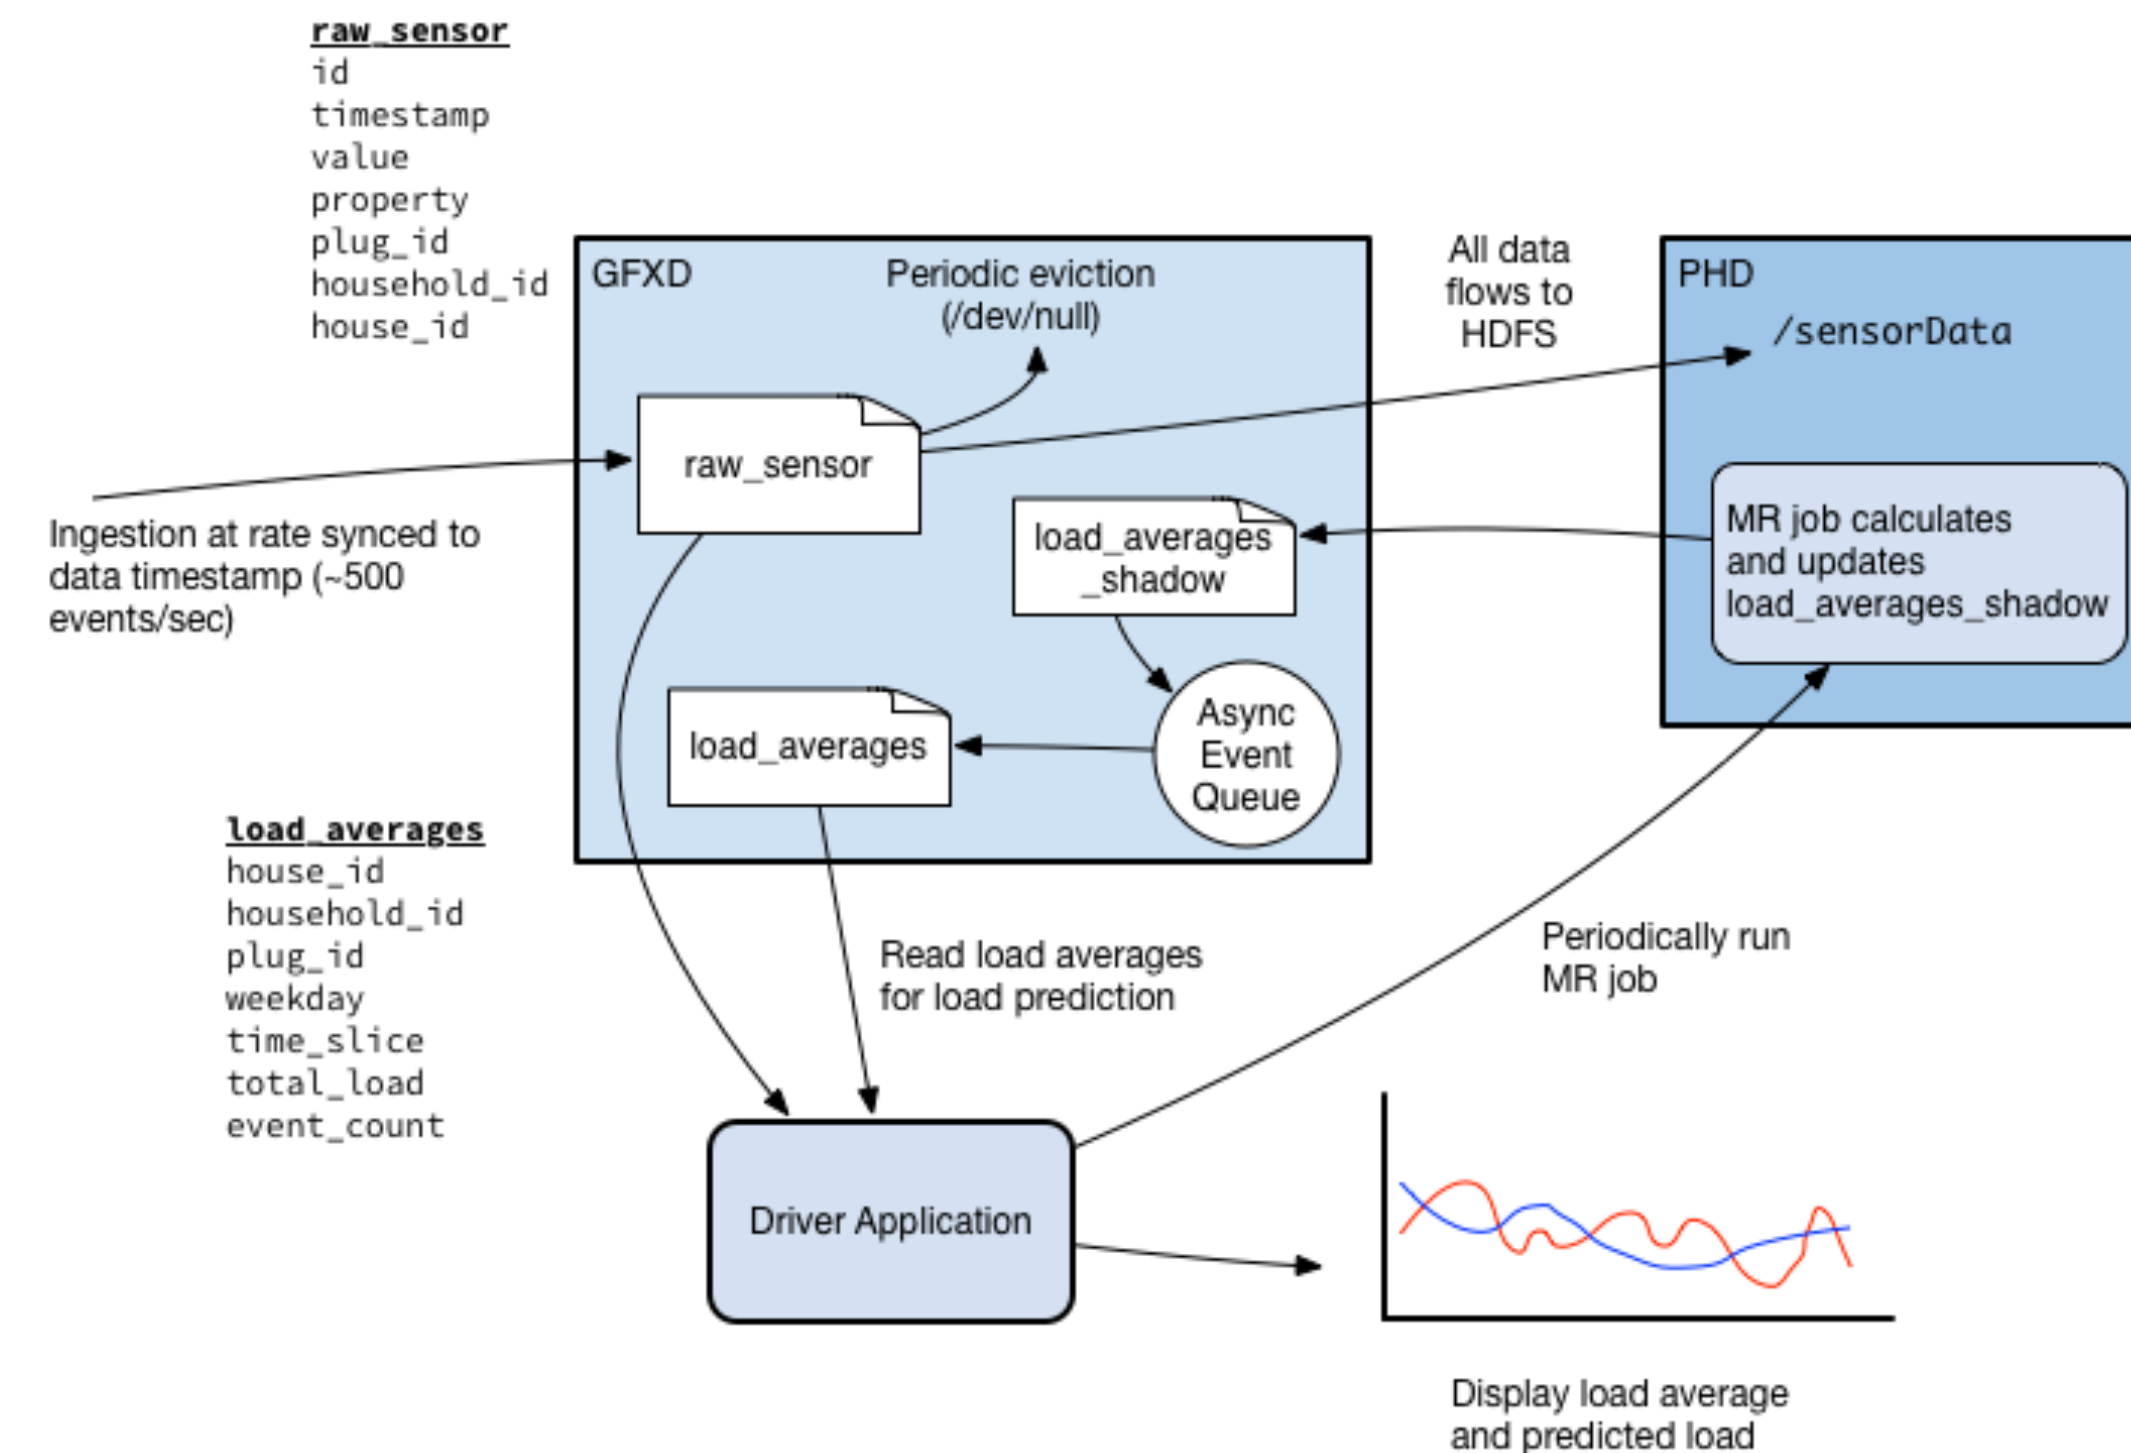 raw_sensor
id
timestamp
value
property
plug_id
household_id
house_id
GFXD
Periodic eviction
(/dev/null)
All data
flows to
HDFS
PHD
/sensorData
raw_sensor
Ingestion at rate synced to
data timestamp (~500
events/sec)
load_averages
_shadow
MR job calculates
and updates
load_averages_shadow
load_averages
Async
Event
Queue
load_averages
house_id
household_id
plug_id
weekday
time_slice
total_load
event_count
Read load averages
for load prediction
Periodically run
MR job
Driver Application
Display load average
and predicted load